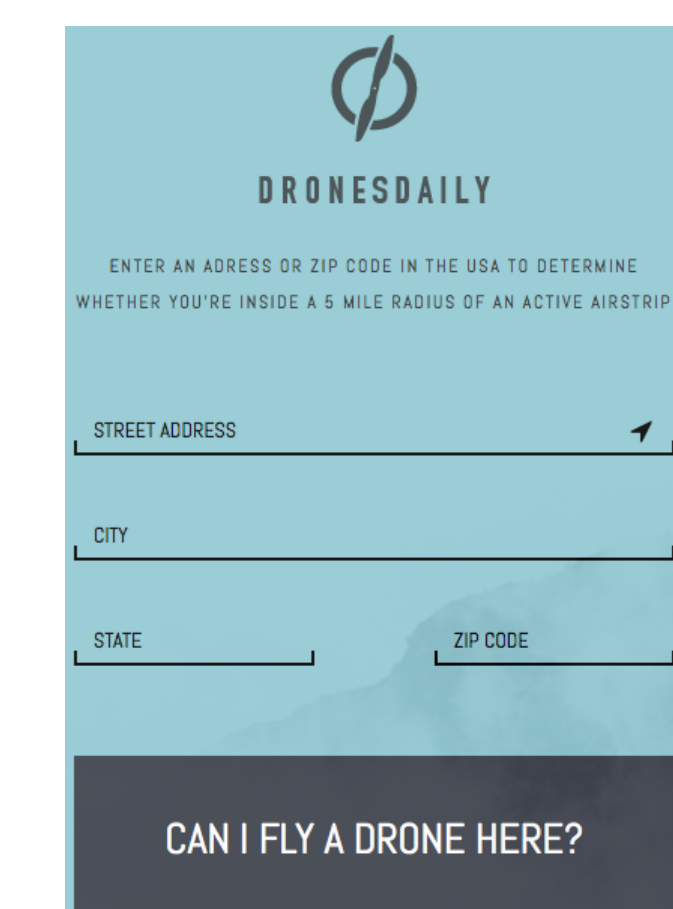 DRONESDAILY
ENTER AN ADRESS OR ZIP CODE IN THE USA TO DETERMINE
WHETHER YOU'RE INSIDE A 5 MILE RADIUS OF AN ACTIVE AIRSTRIP
STREET ADDRESS
CITY
STATE ZIP CODE
CAN I FLY A DRONE HERE?